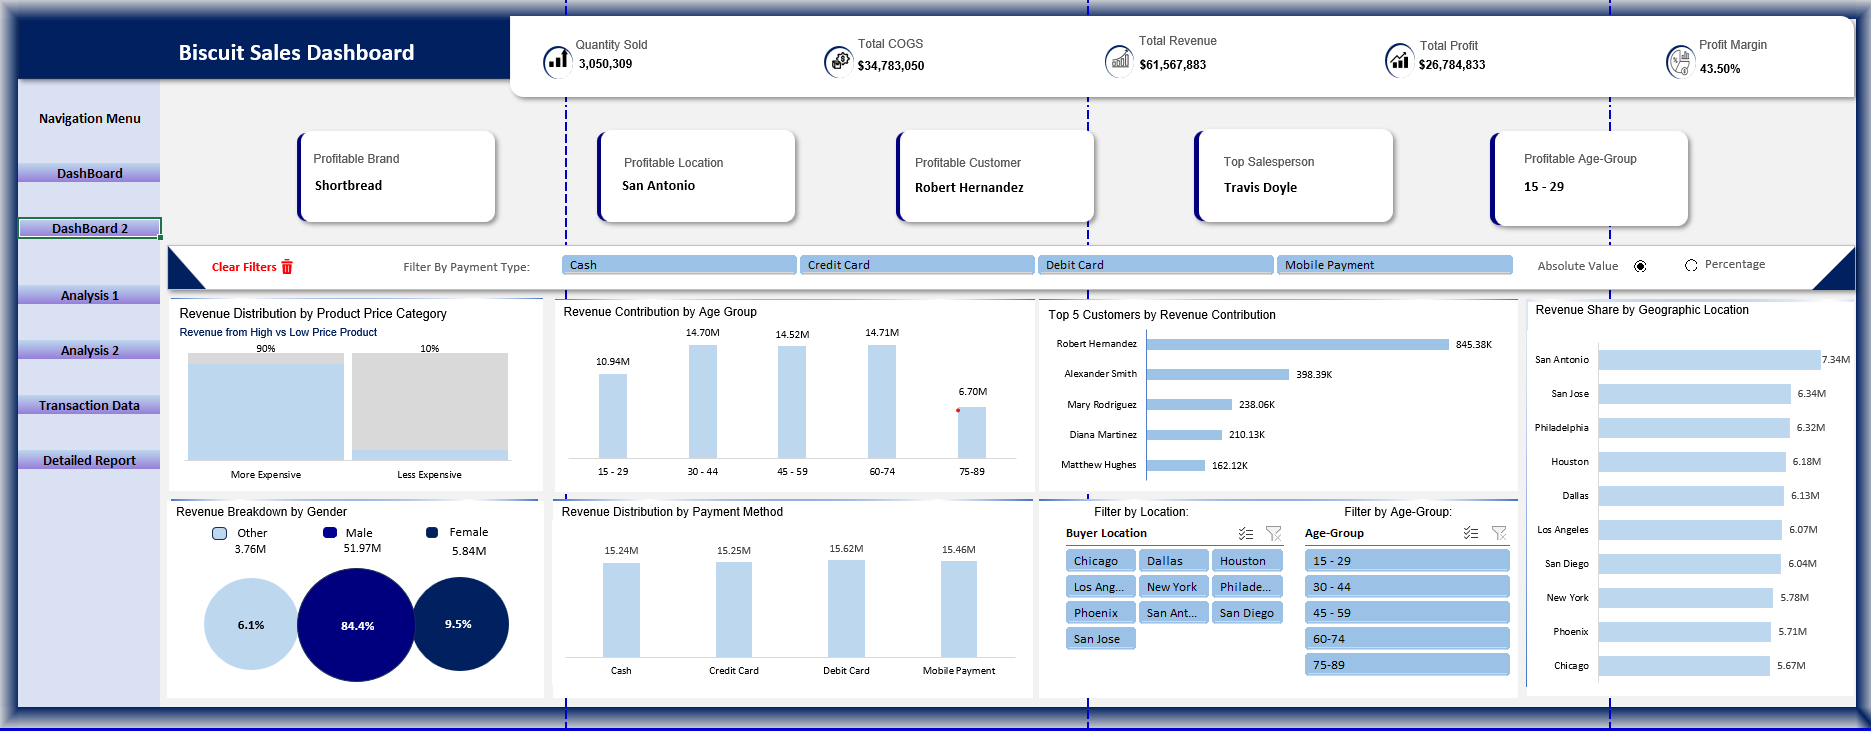 Biscuit Sales Dashboard
Quantity Sold
3,050,309
Total COGS
$34,783,050
Total Revenue
$61,567,883
Total Profit
$26,784,833
Profit Margin
43.50%
Navigation Menu
DashBoard
DashBoard 2
Analysis 1
Analysis 2
Transaction Data
Detailed Report
Profitable Brand
Shortbread
Profitable Location
San Antonio
Profitable Customer
Robert Hernandez
Top Salesperson
Travis Doyle
Profitable Age-Group
15 - 29
Clear Filters
Filter By Payment Type:
Cash
Credit Card
Debit Card
Mobile Payment
Absolute Value
Percentage
Revenue Distribution by Product Price Category
Revenue from High vs Low Price Product
90%
10%
More Expensive
Less Expensive
Revenue Contribution by Age Group
10.94M
14.70M
14.52M
14.71M
6.70M
15 - 29
30 - 44
45 - 59
60-74
75-89
Top 5 Customers by Revenue Contribution
Robert Hernandez 845.38K
Alexander Smith 398.39K
Mary Rodriguez 238.06K
Diana Martinez 210.13K
Matthew Hughes 162.12K
Revenue Share by Geographic Location
San Antonio 7.34M
San Jose 6.34M
Philadelphia 6.32M
Houston 6.18M
Dallas 6.13M
Los Angeles 6.07M
San Diego 6.04M
New York 5.78M
Phoenix 5.71M
Chicago 5.67M
Revenue Breakdown by Gender
Other
3.76M
Male
51.97M
Female
5.84M
6.1%
84.4%
9.5%
Revenue Distribution by Payment Method
15.24M
15.25M
15.62M
15.46M
Cash
Credit Card
Debit Card
Mobile Payment
Filter by Location:
Buyer Location
Chicago
Dallas
Houston
Los Ang...
New York
Philade...
Phoenix
San Ant...
San Diego
San Jose
Filter by Age-Group:
Age-Group
15 - 29
30 - 44
45 - 59
60-74
75-89